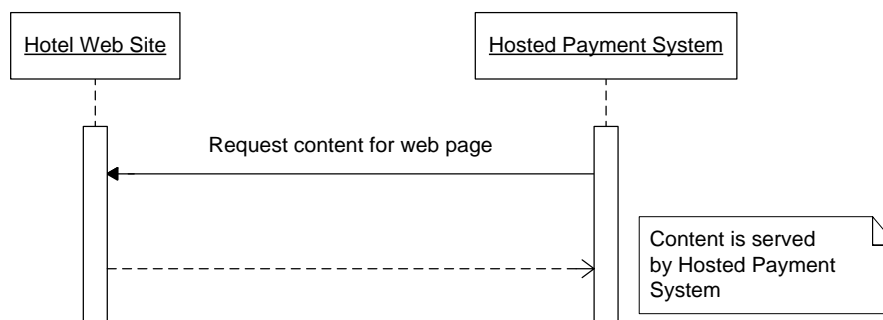 Hotel Web Site
Hosted Payment System
Request content for web page
Content is served
by Hosted Payment
System